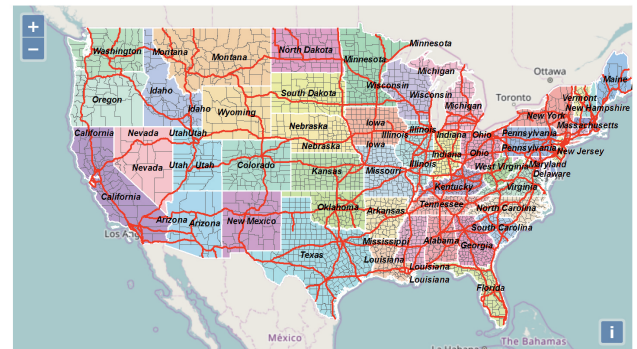 +
−
Washington
Montana
Montana
North Dakota
Minnesota
Minnesota
Ottawa
Oregon
Idaho
Idaho
Wyoming
South Dakota
Wisconsin
Wisconsin
Michigan
Michigan
Toronto
Vermont
Maine
New Hampshire
New York
Massachusetts
California
Nevada
Utah
Utah
Nebraska
Iowa
Illinois
Illinois
Indiana
Ohio
Pennsylvania
Nevada
Utah
Utah
Colorado
Nebraska
Kansas
Iowa
Missouri
Illinois
Indiana
Ohio
Pennsylvania
New Jersey
West Virginia
Maryland
Delaware
California
Kentucky
Virginia
Arizona
Arizona
New Mexico
Oklahoma
Arkansas
Tennessee
North Carolina
South Carolina
Los Ang
Texas
Mississippi
Alabama
Georgia
Louisiana
Louisiana
Louisiana
Florida
México
La Habana
The Bahamas
i